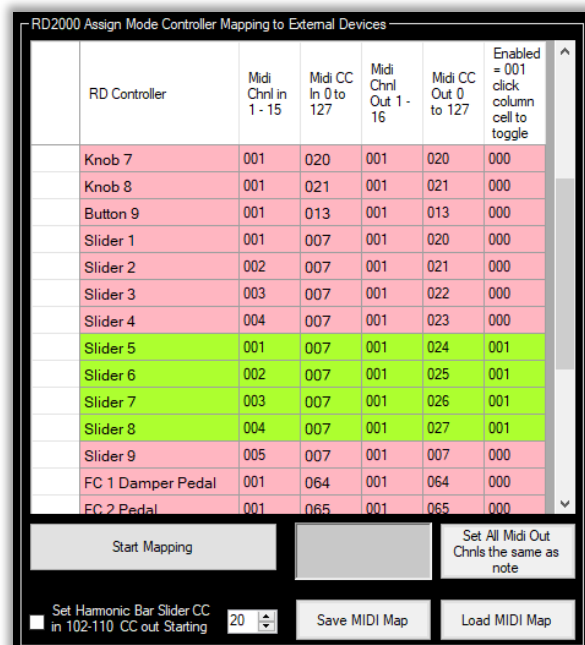 RD2000 Assign Mode Controller Mapping to External Devices
RD Controller Midi Chnl in 1 - 15 Midi CC In 0 to 127 Midi Chnl Out 1 - 16 Midi CC Out 0 to 127 Enabled = 001 click column cell to toggle
Knob 7 001 020 001 020 000
Knob 8 001 021 001 021 000
Button 9 001 013 001 013 000
Slider 1 001 007 001 020 000
Slider 2 002 007 001 021 000
Slider 3 003 007 001 022 000
Slider 4 004 007 001 023 000
Slider 5 001 007 001 024 001
Slider 6 002 007 001 025 001
Slider 7 003 007 001 026 001
Slider 8 004 007 001 027 001
Slider 9 005 007 001 007 000
FC 1 Damper Pedal 001 064 001 064 000
FC 2 Pedal 001 065 001 065 000
Start Mapping
Set All Midi Out
Chnls the same as
note
Set Harmonic Bar Slider CC
in 102-110 CC out Starting
20
Save MIDI Map
Load MIDI Map